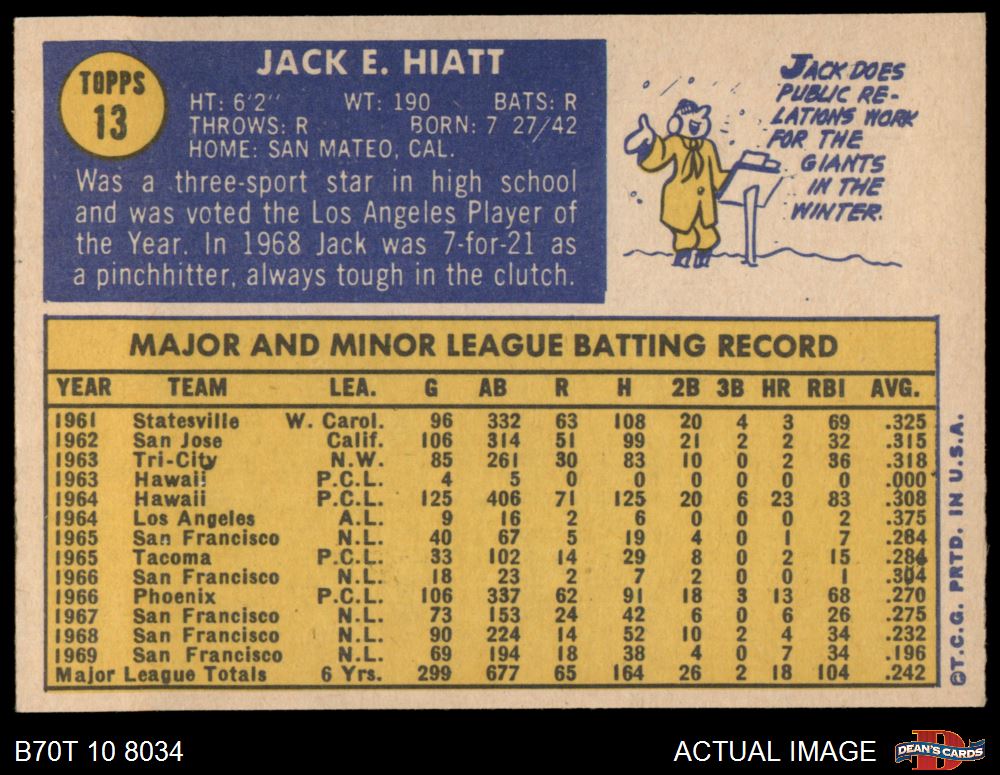 TOPPS
13
JACK E. HIATT
HT: 6'2" WT: 190 BATS: R
THROWS: R BORN: 7 27/42
HOME: SAN MATEO, CAL.
Was a three-sport star in high school
and was voted the Los Angeles Player of
the Year. In 1968 Jack was 7-for-21 as
a pinchhitter, always tough in the clutch.
JACK DOES
PUBLIC RE-
LATIONS WORK
FOR THE
GIANTS
IN THE
WINTER.
MAJOR AND MINOR LEAGUE BATTING RECORD
YEAR TEAM LEA. G AB R H 2B 3B HR RBI AVG.
1961 Statesville W. Carol. 96 332 63 108 20 4 3 69 .325
1962 San Jose Calif. 106 314 51 99 21 2 2 32 .315
1963 Tri-City N.W. 85 261 30 83 10 0 2 36 .318
1963 Hawaii P.C.L. 4 5 0 0 0 0 0 0 .000
1964 Hawaii P.C.L. 125 406 71 125 20 6 23 83 .308
1964 Los Angeles A.L. 9 16 2 6 0 0 0 2 .375
1965 San Francisco N.L. 40 67 5 19 4 0 1 7 .284
1965 Tacoma P.C.L. 33 102 14 29 8 0 2 15 .284
1966 San Francisco N.L. 18 23 2 7 2 0 0 1 .304
1966 Phoenix P.C.L. 106 337 62 91 18 3 13 68 .270
1967 San Francisco N.L. 73 153 24 42 6 0 6 26 .275
1968 San Francisco N.L. 90 224 14 52 10 2 4 34 .232
1969 San Francisco N.L. 69 194 18 38 4 0 7 34 .196
Major League Totals 6 Yrs. 299 677 65 164 26 2 18 104 .242
©T.C.G. PRTD. IN U.S.A.
B70T 10 8034
ACTUAL IMAGE
DEAN'S CARDS